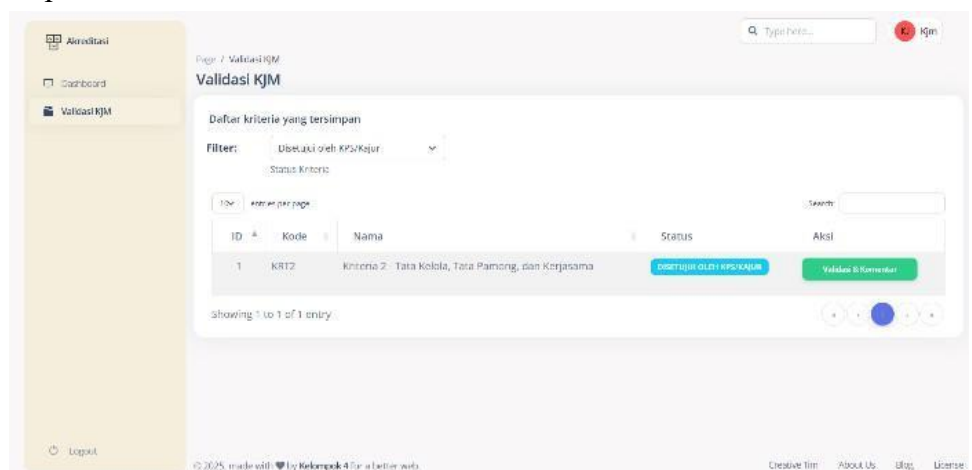 Akreditasi
Type here...
KJ Kjm
Page / Validasi KJM
Validasi KJM
Dashboard
Validasi KJM
Daftar kriteria yang tersimpan
Filter: Disetujui oleh KPS/Kajur
Status Kriteria
10 entries per page
Search:
ID Kode Nama Status Aksi
1 KRT2 Kriteria 2 - Tata Kelola, Tata Pamong, dan Kerjasama DISETUJUI OLEH KPS/KAJUR Validasi & Komentar
Showing 1 to 1 of 1 entry
Logout
© 2025, made with by Kelompok 4 for a better web.
Creative Tim About Us Blog License